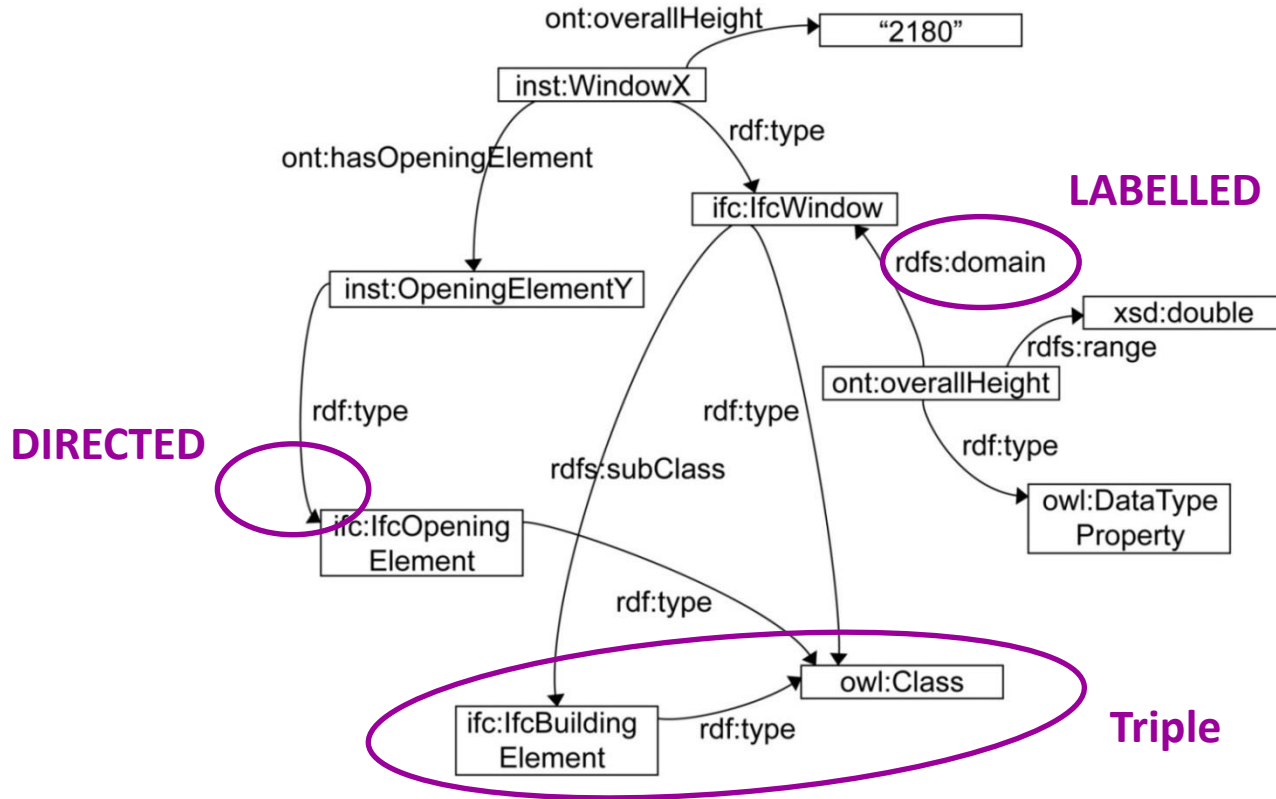 ont:overallHeight
“2180”
inst:WindowX
rdf:type
ont:hasOpeningElement
LABELLED
ifc:IfcWindow
rdfs:domain
inst:OpeningElementY
xsd:double
rdfs:range
ont:overallHeight
rdf:type
rdf:type
DIRECTED
rdf:type
rdfs:subClass
owl:DataType
Property
ifc:IfcOpening
Element
rdf:type
owl:Class
ifc:IfcBuilding
Element
rdf:type
Triple